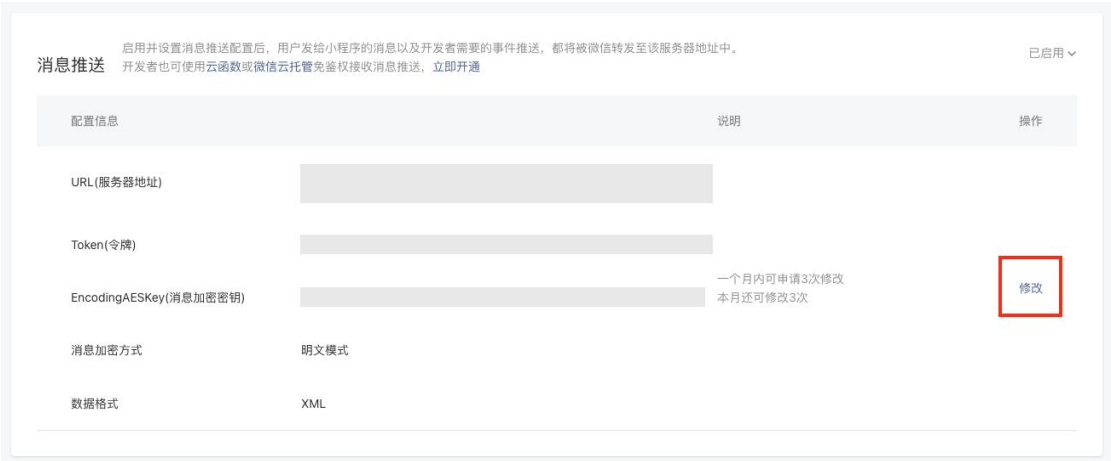 消息推送
启用并设置消息推送配置后，用户发给小程序的消息以及开发者需要的事件推送，都将被微信转发至该服务器地址中。
开发者也可使用云函数或微信云托管免鉴权接收消息推送，立即开通
已启用
配置信息 说明 操作
URL(服务器地址)
Token(令牌)
EncodingAESKey(消息加密密钥)
一个月内可申请3次修改
本月还可修改3次
修改
消息加密方式 明文模式
数据格式 XML